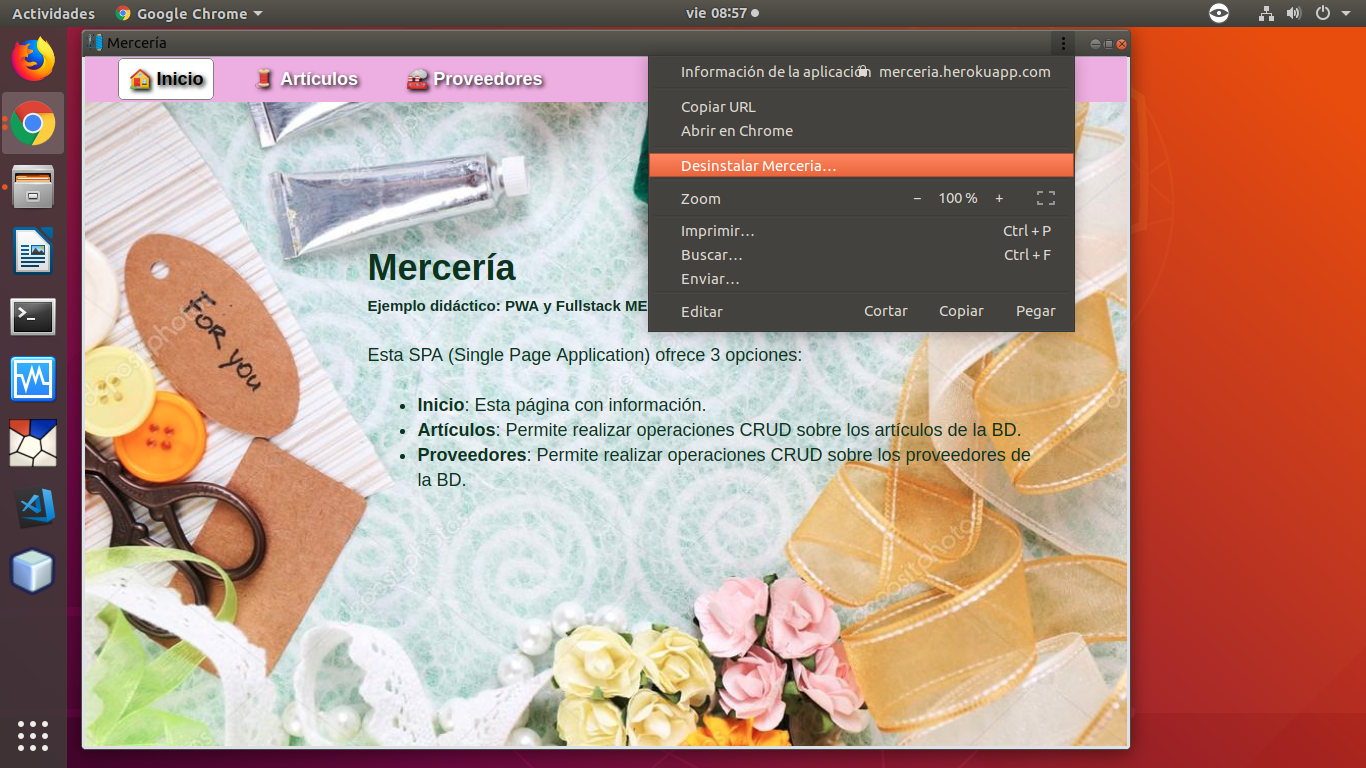 Actividades
Google Chrome
vie 08:57
Mercería
Inicio
Artículos
Proveedores
Información de la aplicación merceria.herokuapp.com
Copiar URL
Abrir en Chrome
Desinstalar Merceria…
Zoom − 100 % +
Imprimir… Ctrl + P
Buscar… Ctrl + F
Enviar…
Editar Cortar Copiar Pegar
FOR YOU
Mercería
Ejemplo didáctico: PWA y Fullstack ME
Esta SPA (Single Page Application) ofrece 3 opciones:
• Inicio: Esta página con información.
• Artículos: Permite realizar operaciones CRUD sobre los artículos de la BD.
• Proveedores: Permite realizar operaciones CRUD sobre los proveedores de
la BD.
depositphotos